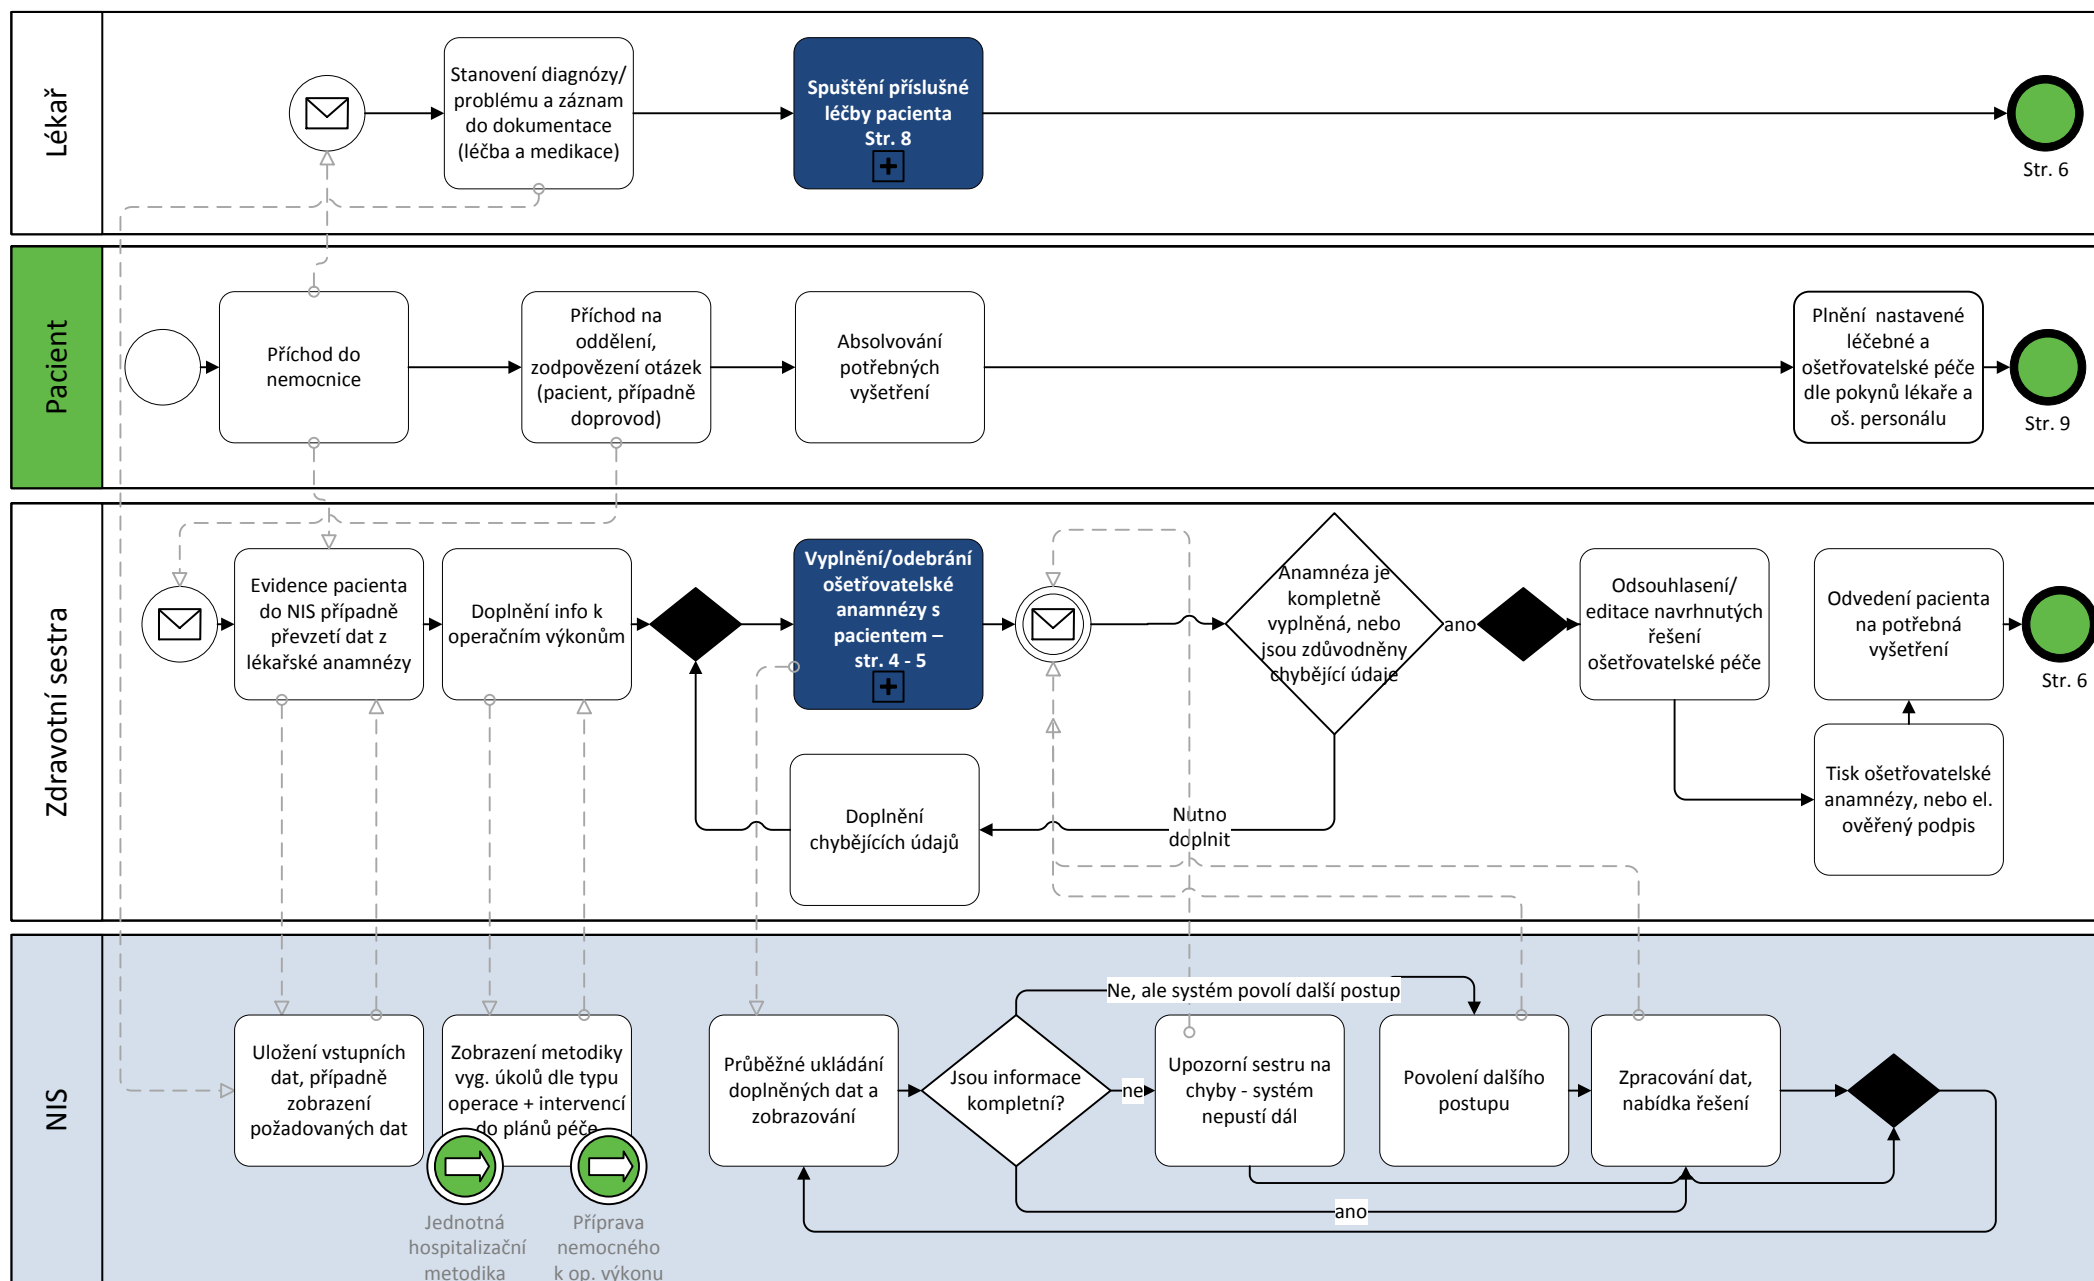 Lékař
Stanovení diagnózy/
problému a záznam
do dokumentace
(léčba a medikace)
Spuštění příslušné
léčby pacienta
Str. 8
Str. 6
Pacient
Příchod do
nemocnice
Příchod na
oddělení,
zodpovězení otázek
(pacient, případně
doprovod)
Absolvování
potřebných
vyšetření
Plnění nastavené
léčebné a
ošetřovatelské péče
dle pokynů lékaře a
oš. personálu
Str. 9
Zdravotní sestra
Evidence pacienta
do NIS případně
převzetí dat z
lékařské anamnézy
Doplnění info k
operačním výkonům
Vyplnění/odebrání
ošetřovatelské
anamnézy s
pacientem –
str. 4 - 5
Anamnéza je
kompletně
vyplněná, nebo
jsou zdůvodněny
chybějící údaje
ano
Odsouhlasení/
editace navrhnutých
řešení
ošetřovatelské péče
Odvedení pacienta
na potřebná
vyšetření
Str. 6
Doplnění
chybějících údajů
Nutno
doplnit
Tisk ošetřovatelské
anamnézy, nebo el.
ověřený podpis
NIS
Uložení vstupních
dat, případně
zobrazení
požadovaných dat
Zobrazení metodiky
vyg. úkolů dle typu
operace + intervencí
do plánů péče
Jednotná
hospitalizační
metodika
Příprava
nemocného
k op. výkonu
Průběžné ukládání
doplněných dat a
zobrazování
Jsou informace
kompletní?
Ne, ale systém povolí další postup
ne
Upozorní sestru na
chyby - systém
nepustí dál
Povolení dalšího
postupu
Zpracování dat,
nabídka řešení
ano